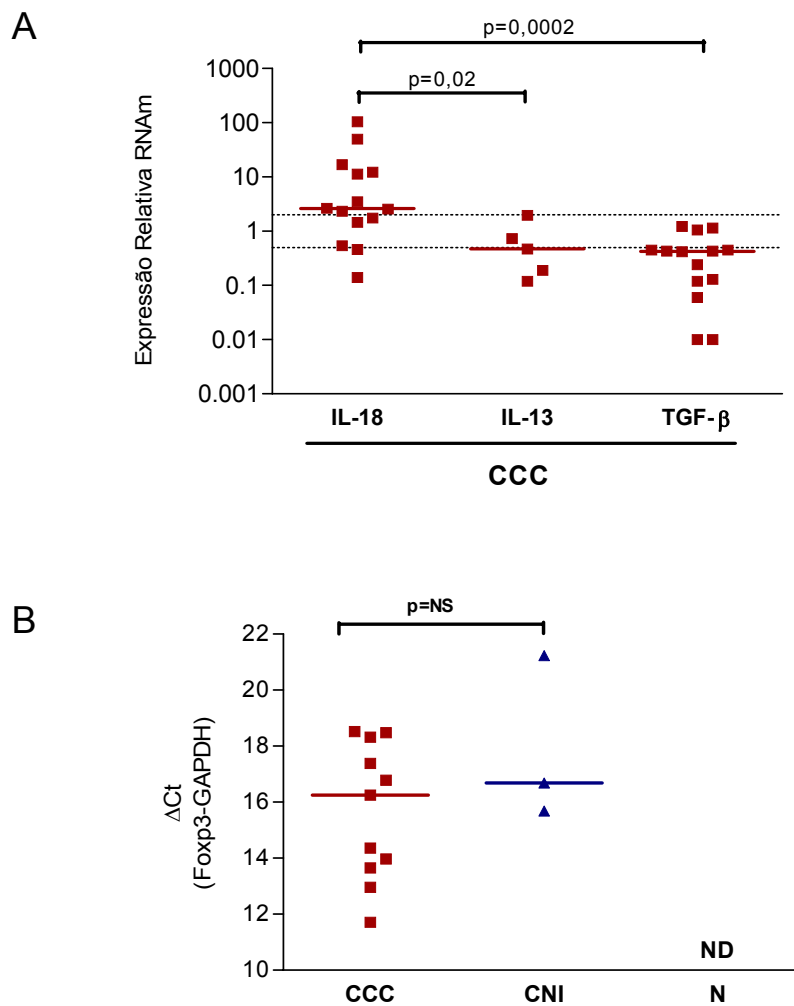 A
p=0,0002
p=0,02
Expressão Relativa RNAm
1000
100
10
1
0.1
0.01
0.001
IL-18 IL-13 TGF-β
CCC
B
p=NS
ΔCt
(Foxp3-GAPDH)
22
20
18
16
14
12
10
ND
CCC CNI N